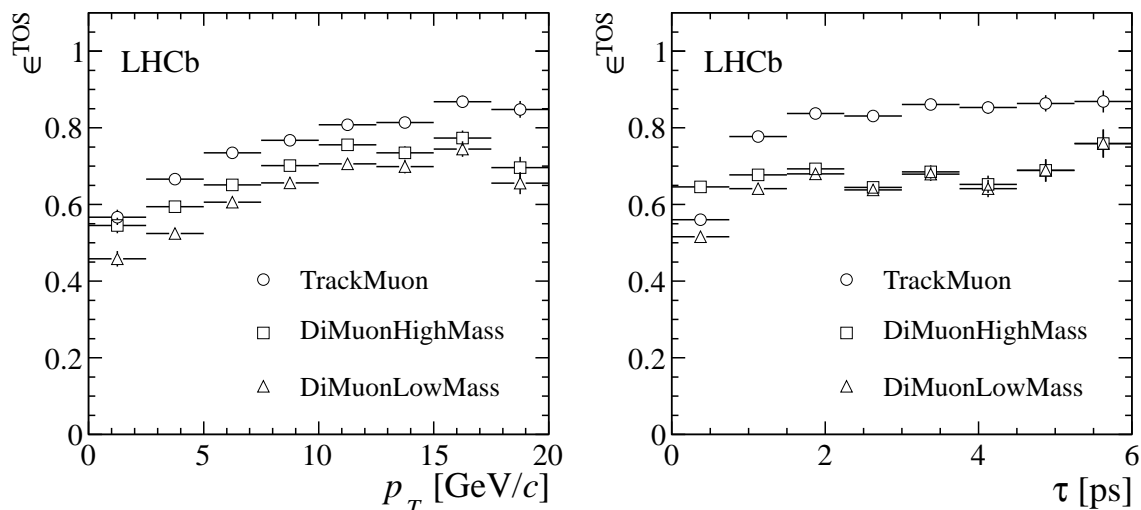 ϵ^TOS
1
0.8
0.6
0.4
0.2
0
LHCb
TrackMuon
DiMuonHighMass
DiMuonLowMass
0 5 10 15 20
p_T [GeV/c]
ϵ^TOS
1
0.8
0.6
0.4
0.2
0
LHCb
TrackMuon
DiMuonHighMass
DiMuonLowMass
0 2 4 6
τ [ps]